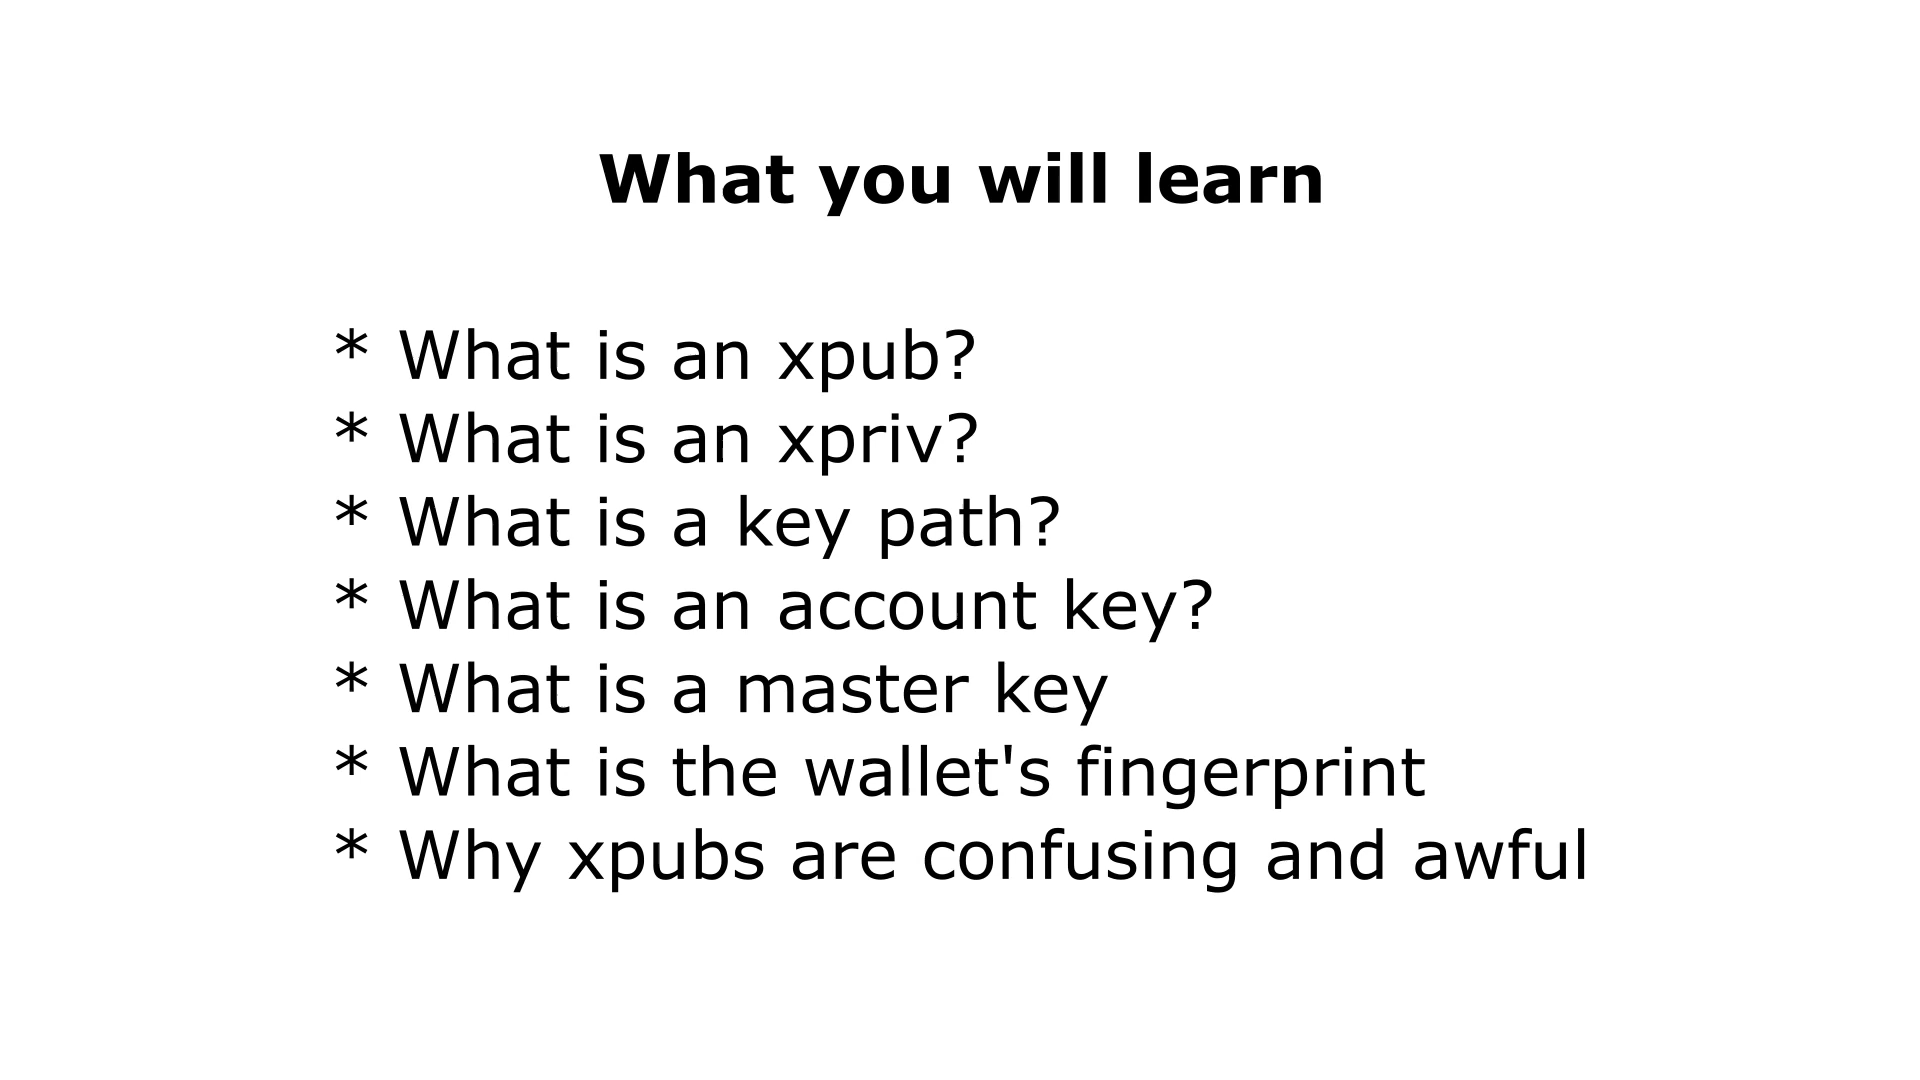 What you will learn
* What is an xpub?
* What is an xpriv?
* What is a key path?
* What is an account key?
* What is a master key
* What is the wallet's fingerprint
* Why xpubs are confusing and awful